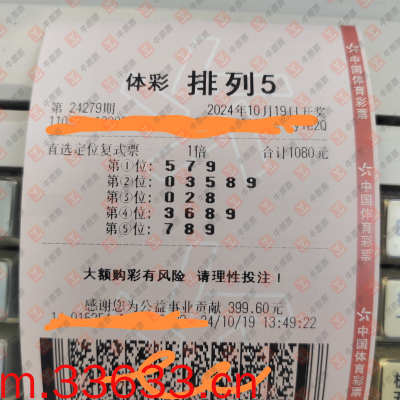 体彩 排列5
第 24279期 2024年10月19日开奖
直选定位复式票 1倍 合计1080元
第①位: 5 7 9
第②位: 0 3 5 8 9
第③位: 0 2 8
第④位: 3 6 8 9
第⑤位: 7 8 9
大额购彩有风险 请理性投注!
感谢您为公益事业贡献 399.60元
24/10/19 13:49:22
中国体育彩票
中国体育彩票
中国体育彩票
m.33633.cn